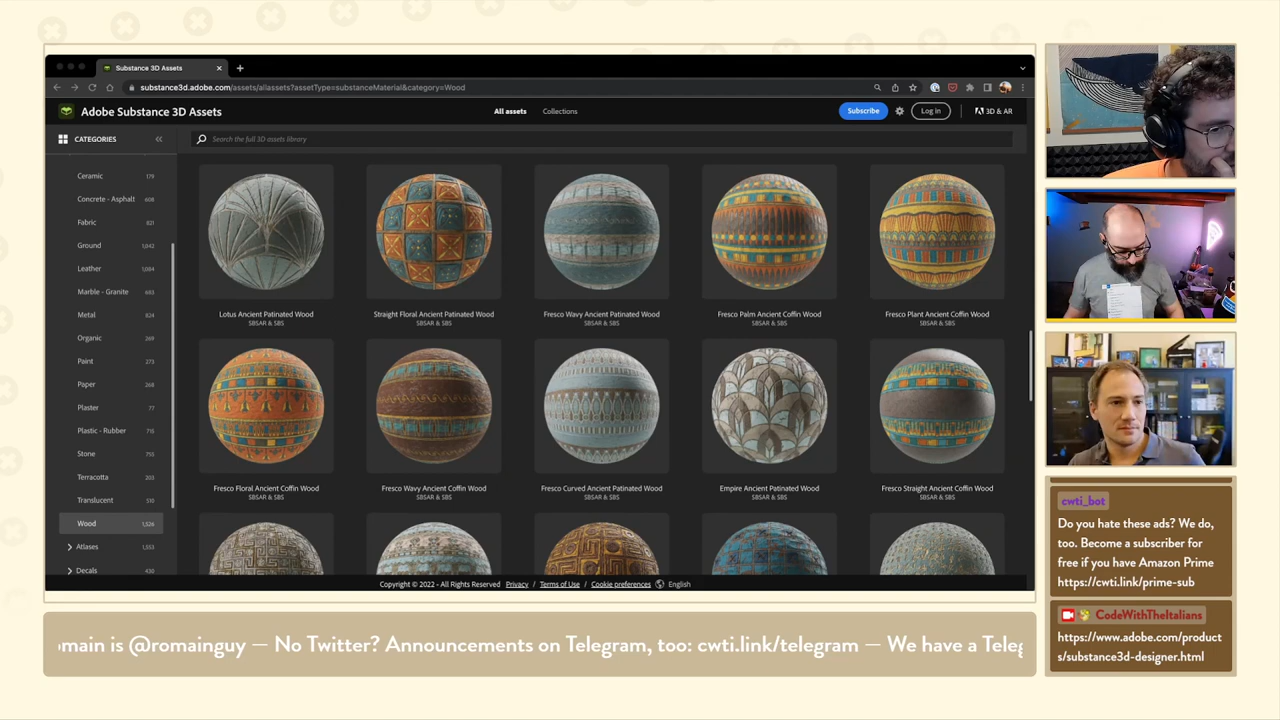 Substance 3D Assets
substance3d.adobe.com/assets/allassets?assetType=substanceMaterial&category=Wood
Adobe Substance 3D Assets
All assets
Collections
Subscribe
Log in
3D & AR
CATEGORIES
Search the full 3D assets library
Ceramic 179
Concrete - Asphalt 608
Fabric 821
Ground 1,042
Leather 1,084
Marble - Granite 683
Metal 824
Organic 269
Paint 273
Paper 268
Plaster 77
Plastic - Rubber 710
Stone 755
Terracotta 203
Translucent 510
Wood 1,526
Atlases 1,553
Decals 430
Lotus Ancient Patinated Wood
SBSAR & SBS
Straight Floral Ancient Patinated Wood
SBSAR & SBS
Fresco Wavy Ancient Patinated Wood
SBSAR & SBS
Fresco Palm Ancient Coffin Wood
SBSAR & SBS
Fresco Plant Ancient Coffin Wood
SBSAR & SBS
Fresco Floral Ancient Coffin Wood
SBSAR & SBS
Fresco Wavy Ancient Coffin Wood
SBSAR & SBS
Fresco Curved Ancient Patinated Wood
SBSAR & SBS
Empire Ancient Patinated Wood
SBSAR & SBS
Fresco Straight Ancient Coffin Wood
SBSAR & SBS
Copyright © 2022 - All Rights Reserved Privacy / Terms of Use / Cookie preferences English
cwti_bot
Do you hate these ads? We do,
too. Become a subscriber for
free if you have Amazon Prime
https://cwti.link/prime-sub
CodeWithTheItalians
https://www.adobe.com/product
s/substance3d-designer.html
main is @romainguy — No Twitter? Announcements on Telegram, too: cwti.link/telegram — We have a Teleg